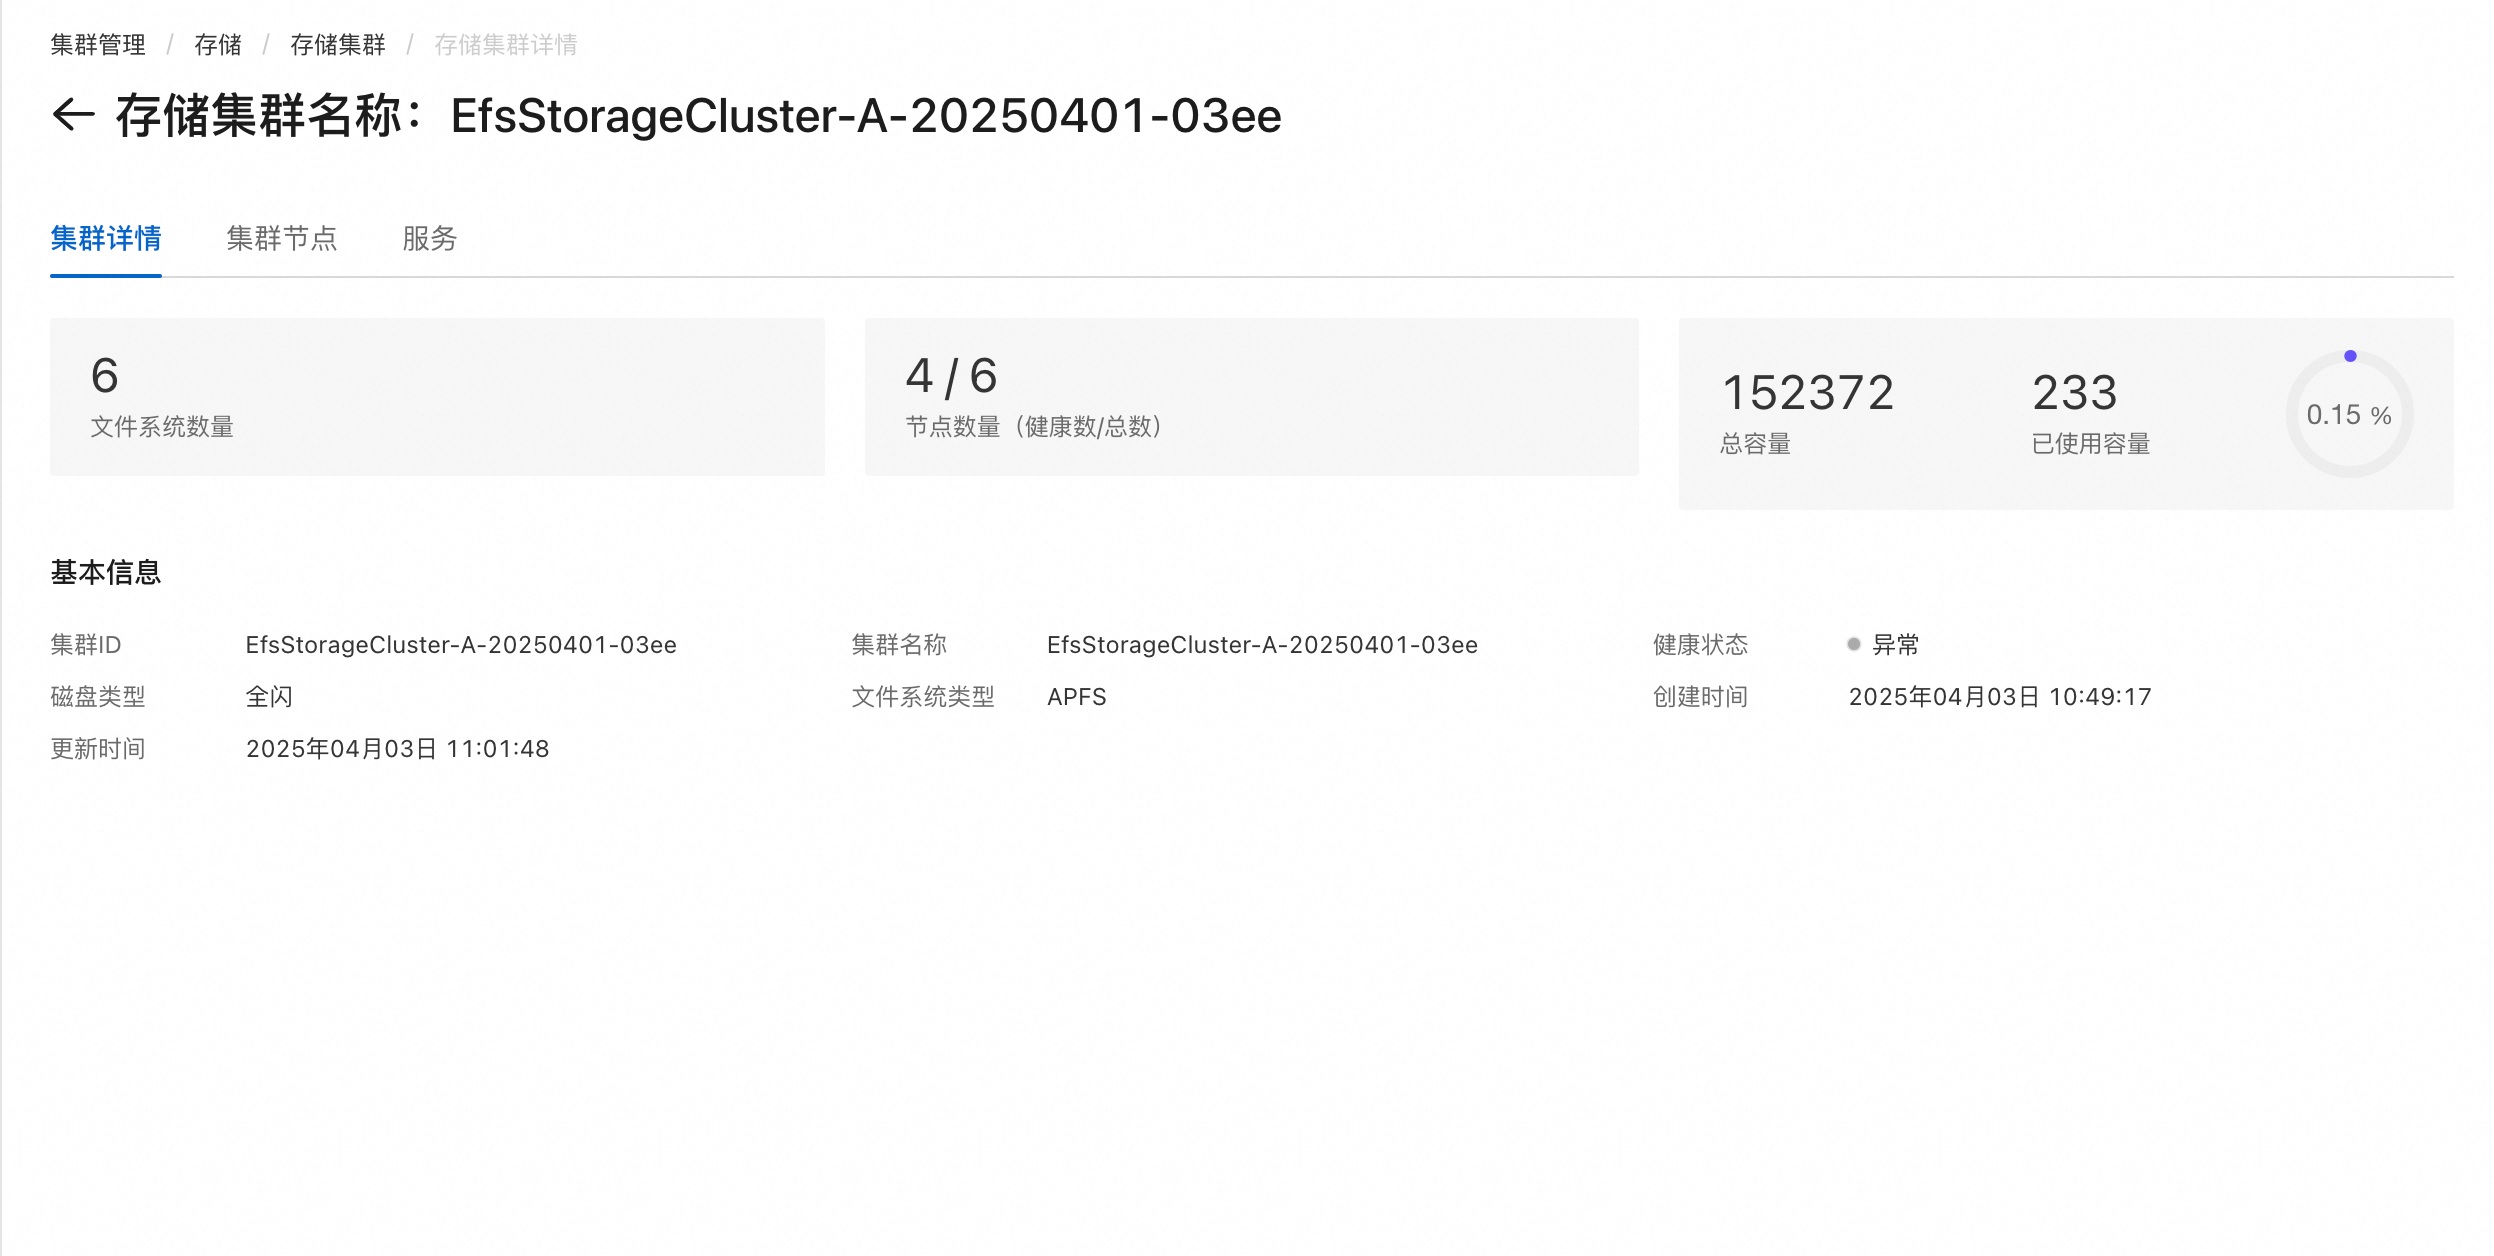 集群管理 / 存储 / 存储集群 / 存储集群详情
存储集群名称：EfsStorageCluster-A-20250401-03ee
集群详情 集群节点 服务
6
文件系统数量
4 / 6
节点数量（健康数/总数）
152372
总容量
233
已使用容量
0.15 %
基本信息
集群ID EfsStorageCluster-A-20250401-03ee 集群名称 EfsStorageCluster-A-20250401-03ee 健康状态 异常
磁盘类型 全闪 文件系统类型 APFS 创建时间 2025年04月03日 10:49:17
更新时间 2025年04月03日 11:01:48